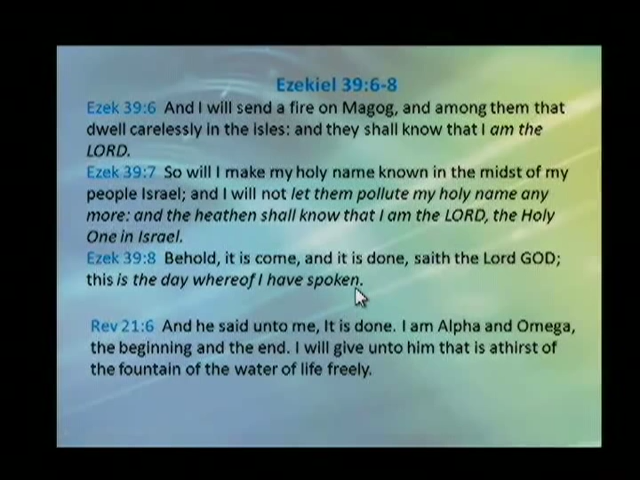 Ezekiel 39:6-8
Ezek 39:6 And I will send a fire on Magog, and among them that
dwell carelessly in the isles: and they shall know that I am the
LORD.
Ezek 39:7 So will I make my holy name known in the midst of my
people Israel; and I will not let them pollute my holy name any
more: and the heathen shall know that I am the LORD, the Holy
One in Israel.
Ezek 39:8 Behold, it is come, and it is done, saith the Lord GOD;
this is the day whereof I have spoken.
Rev 21:6 And he said unto me, It is done. I am Alpha and Omega,
the beginning and the end. I will give unto him that is athirst of
the fountain of the water of life freely.